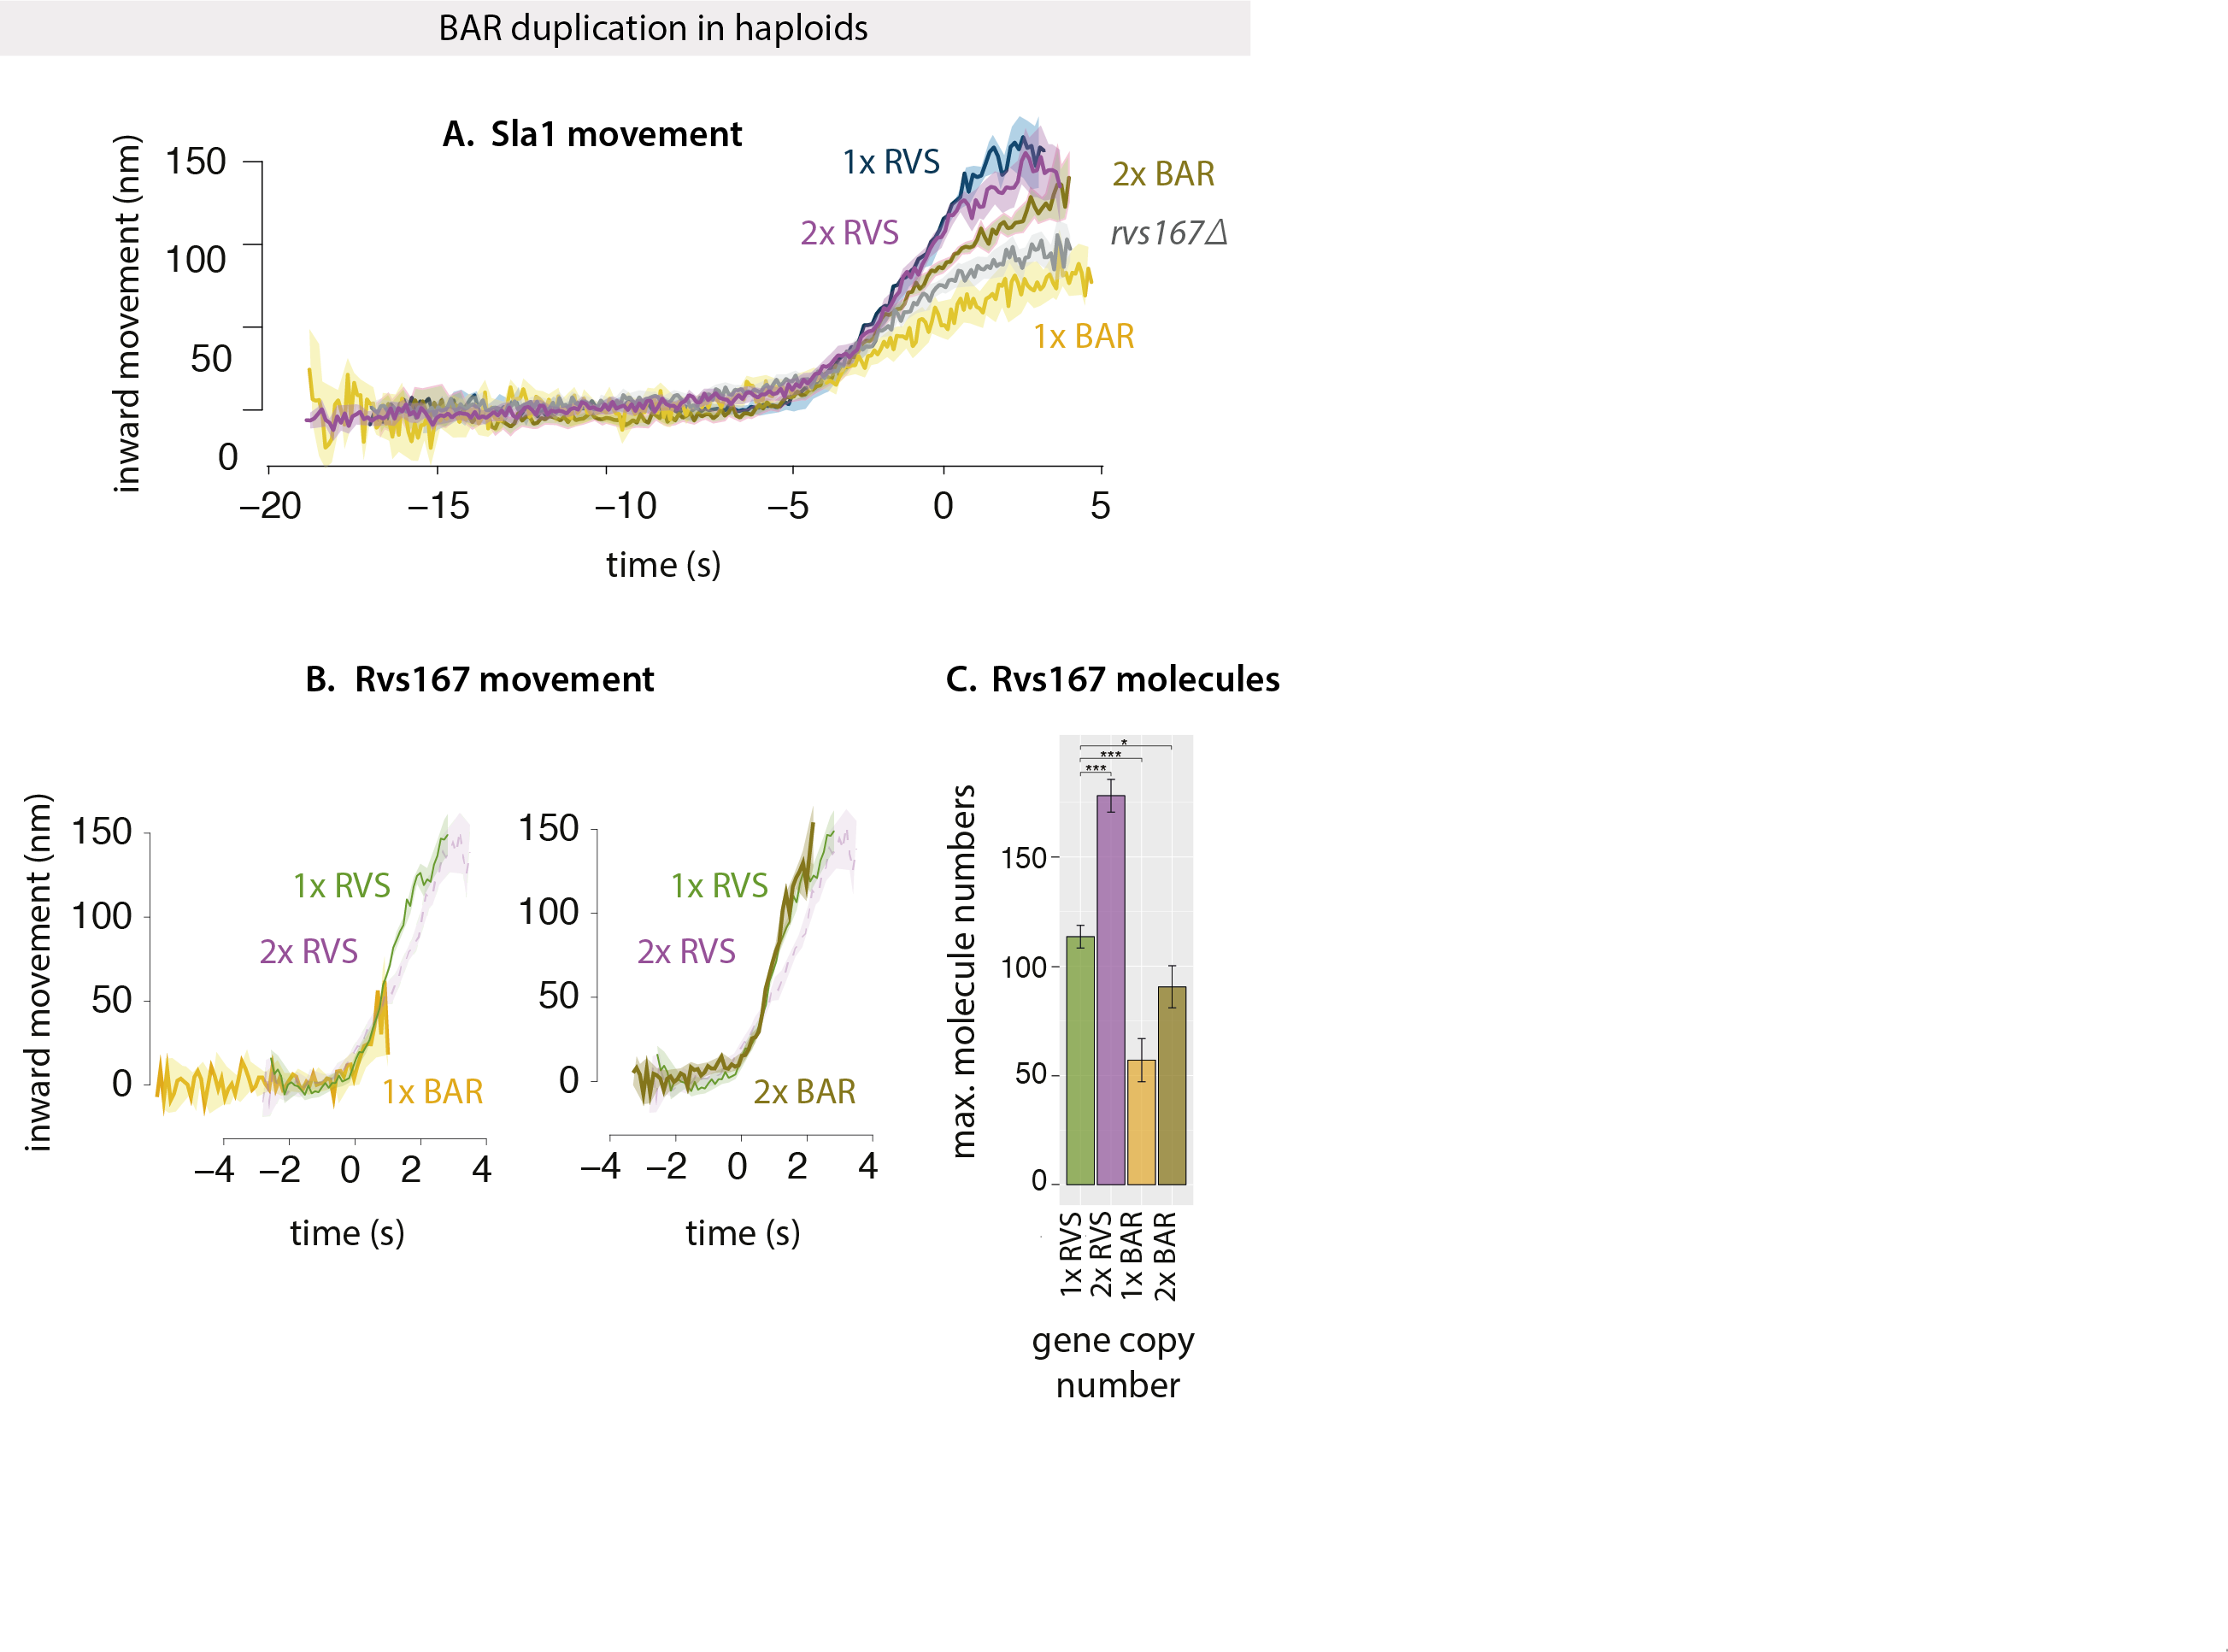 BAR duplication in haploids
A. Sla1 movement
inward movement (nm)
150
100
50
0
1x RVS
2x RVS
2x BAR
rvs167Δ
1x BAR
−20 −15 −10 −5 0 5
time (s)
B. Rvs167 movement
inward movement (nm)
150
100
50
0
1x RVS
2x RVS
1x BAR
−4 −2 0 2 4
time (s)
150
100
50
0
1x RVS
2x RVS
2x BAR
−4 −2 0 2 4
time (s)
C. Rvs167 molecules
max. molecule numbers
*
***
***
150
100
50
0
1x RVS
2x RVS
1x BAR
2x BAR
gene copy
number